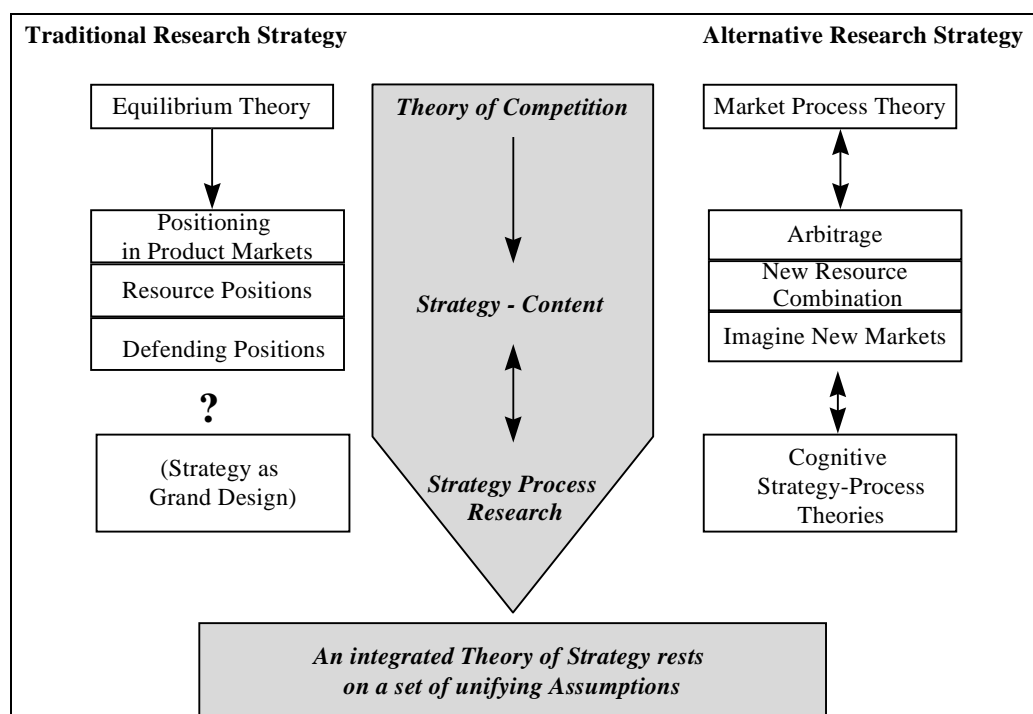 Traditional Research Strategy
Alternative Research Strategy
Equilibrium Theory
Theory of Competition
Market Process Theory
Positioning
in Product Markets
Resource Positions
Defending Positions
Strategy - Content
Arbitrage
New Resource
Combination
Imagine New Markets
?
(Strategy as
Grand Design)
Strategy Process
Research
Cognitive
Strategy-Process
Theories
An integrated Theory of Strategy rests
on a set of unifying Assumptions